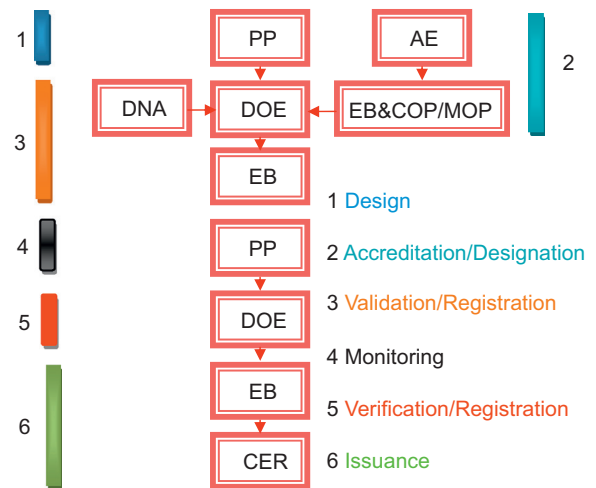 1
PP
AE
2
DNA
DOE
EB&COP/MOP
3
EB
1 Design
4
PP
2 Accreditation/Designation
3 Validation/Registration
5
DOE
4 Monitoring
EB
5 Verification/Registration
6
CER
6 Issuance